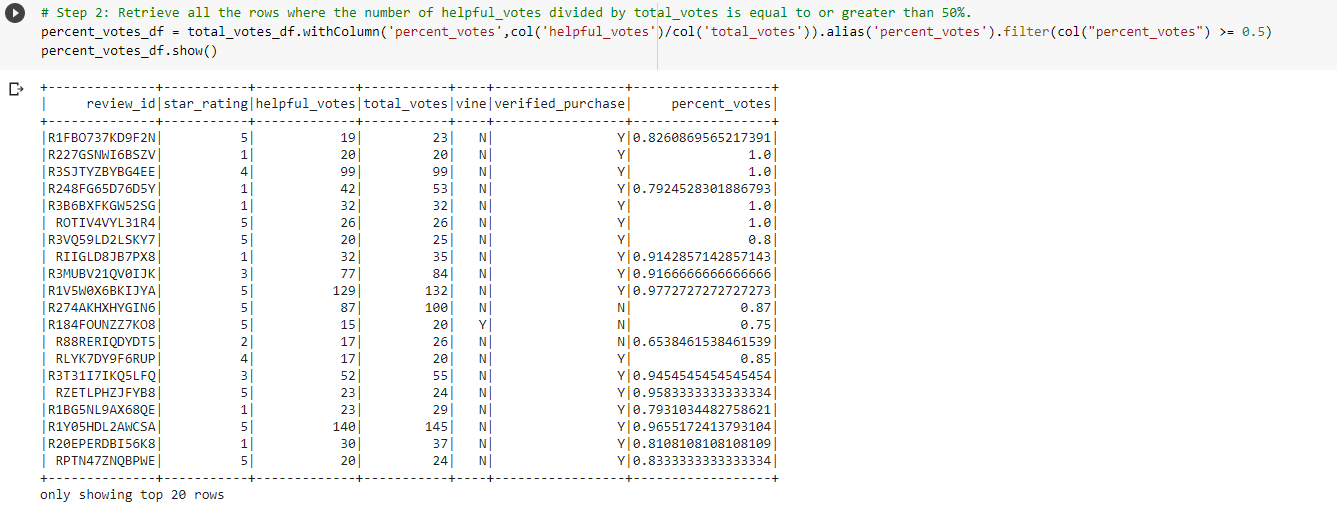 # Step 2: Retrieve all the rows where the number of helpful_votes divided by total_votes is equal to or greater than 50%.
percent_votes_df = total_votes_df.withColumn('percent_votes',col('helpful_votes')/col('total_votes')).alias('percent_votes').filter(col("percent_votes") >= 0.5)
percent_votes_df.show()
+--------------+-----------+-------------+-----------+----+-----------------+------------------+
|     review_id|star_rating|helpful_votes|total_votes|vine|verified_purchase|     percent_votes|
+--------------+-----------+-------------+-----------+----+-----------------+------------------+
|R1FBO737KD9F2N|          5|           19|         23|   N|                Y|0.8260869565217391|
|R227GSNWI6BSZV|          1|           20|         20|   N|                Y|               1.0|
|R3SJTYZBYBG4EE|          4|           99|         99|   N|                Y|               1.0|
|R248FG65D76D5Y|          1|           42|         53|   N|                Y|0.7924528301886793|
|R3B6BXFKGW52SG|          1|           32|         32|   N|                Y|               1.0|
| ROTIV4VYL31R4|          5|           26|         26|   N|                Y|               1.0|
|R3VQ59LD2LSKY7|          5|           20|         25|   N|                Y|               0.8|
| RIIGLD8JB7PX8|          1|           32|         35|   N|                Y|0.9142857142857143|
|R3MUBV21QV0IJK|          3|           77|         84|   N|                Y|0.9166666666666666|
|R1V5W0X6BKIJYA|          5|          129|        132|   N|                Y|0.9772727272727273|
|R274AKHXHYGIN6|          5|           87|        100|   N|                N|              0.87|
|R184FOUNZZ7KO8|          5|           15|         20|   Y|                N|              0.75|
| R88RERIQDYDT5|          2|           17|         26|   N|                N|0.6538461538461539|
| RLYK7DY9F6RUP|          4|           17|         20|   N|                Y|              0.85|
|R3T31I7IKQ5LFQ|          3|           52|         55|   N|                Y|0.9454545454545454|
| RZETLPHZJFYB8|          5|           23|         24|   N|                Y|0.9583333333333334|
|R1BG5NL9AX68QE|          1|           23|         29|   N|                Y|0.7931034482758621|
|R1Y05HDL2AWCSA|          5|          140|        145|   N|                Y|0.9655172413793104|
|R20EPERDBI56K8|          1|           30|         37|   N|                Y|0.8108108108108109|
| RPTN47ZNQBPWE|          5|           20|         24|   N|                Y|0.8333333333333334|
+--------------+-----------+-------------+-----------+----+-----------------+------------------+
only showing top 20 rows